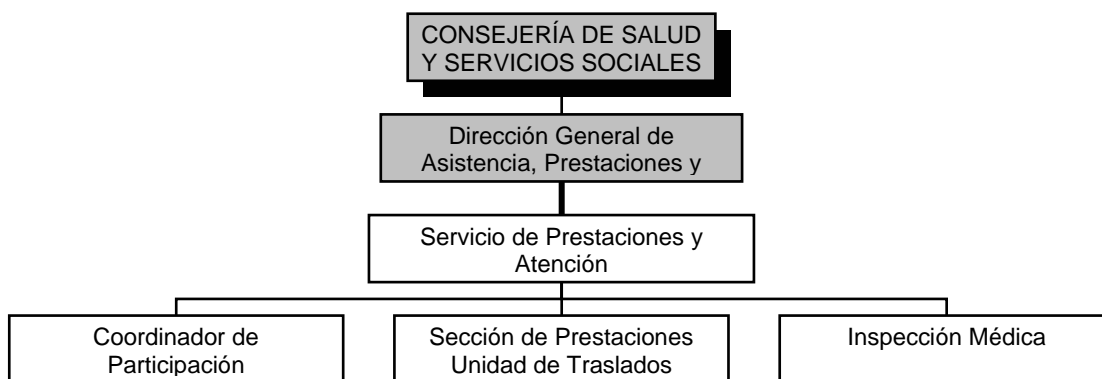 CONSEJERÍA DE SALUD
Y SERVICIOS SOCIALES
Dirección General de
Asistencia, Prestaciones y
Servicio de Prestaciones y
Atención
Coordinador de
Participación
Sección de Prestaciones
Unidad de Traslados
Inspección Médica